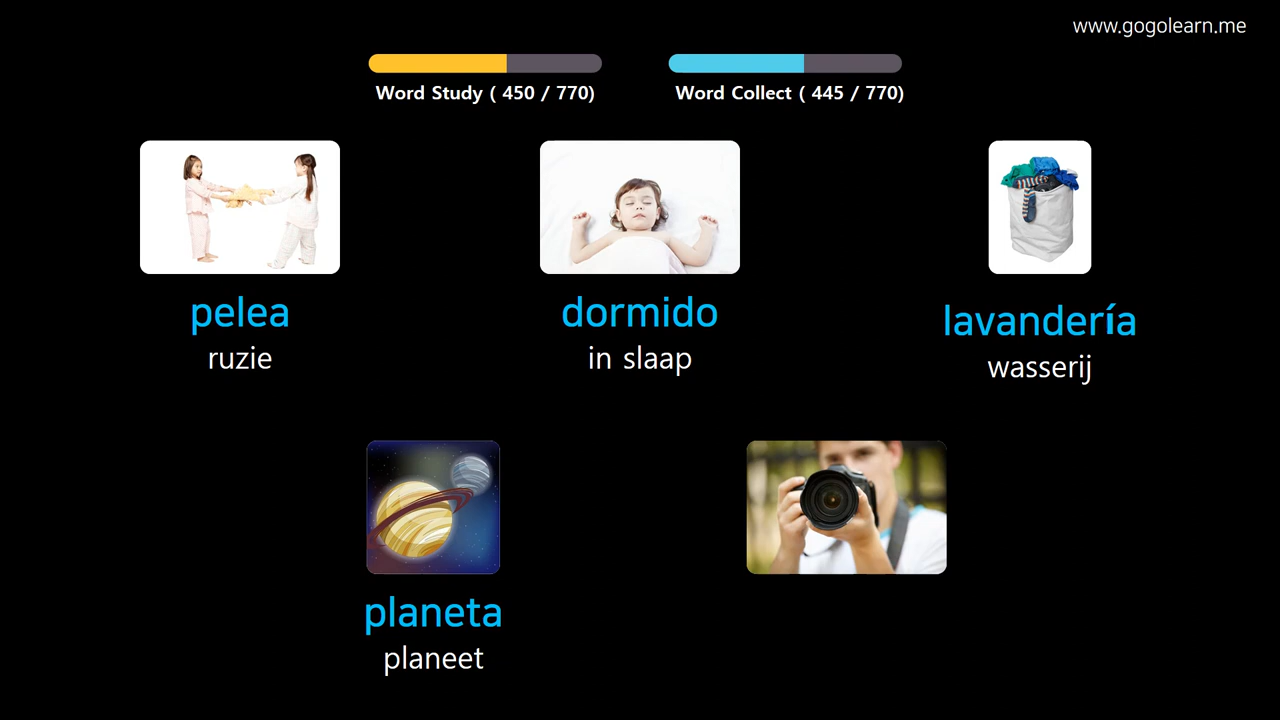 www.gogolearn.me
Word Study ( 450 / 770)
Word Collect ( 445 / 770)
pelea
ruzie
dormido
in slaap
lavandería
wasserij
planeta
planeet